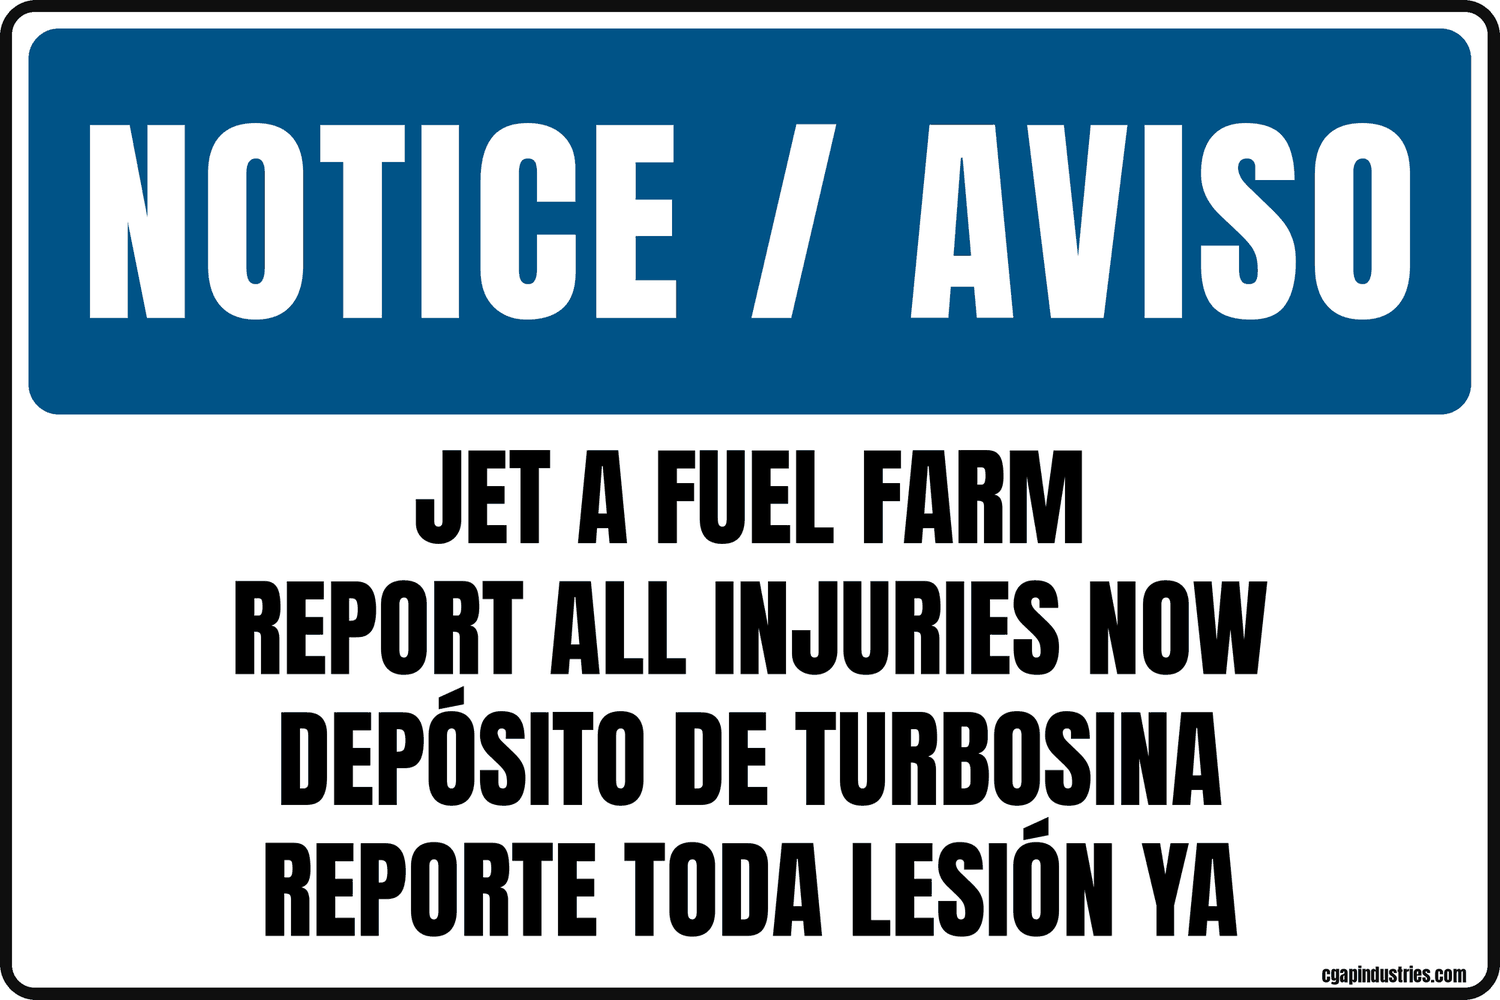 NOTICE / AVISO
JET A FUEL FARM
REPORT ALL INJURIES NOW
DEPÓSITO DE TURBOSINA
REPORTE TODA LESIÓN YA
cgapindustries.com